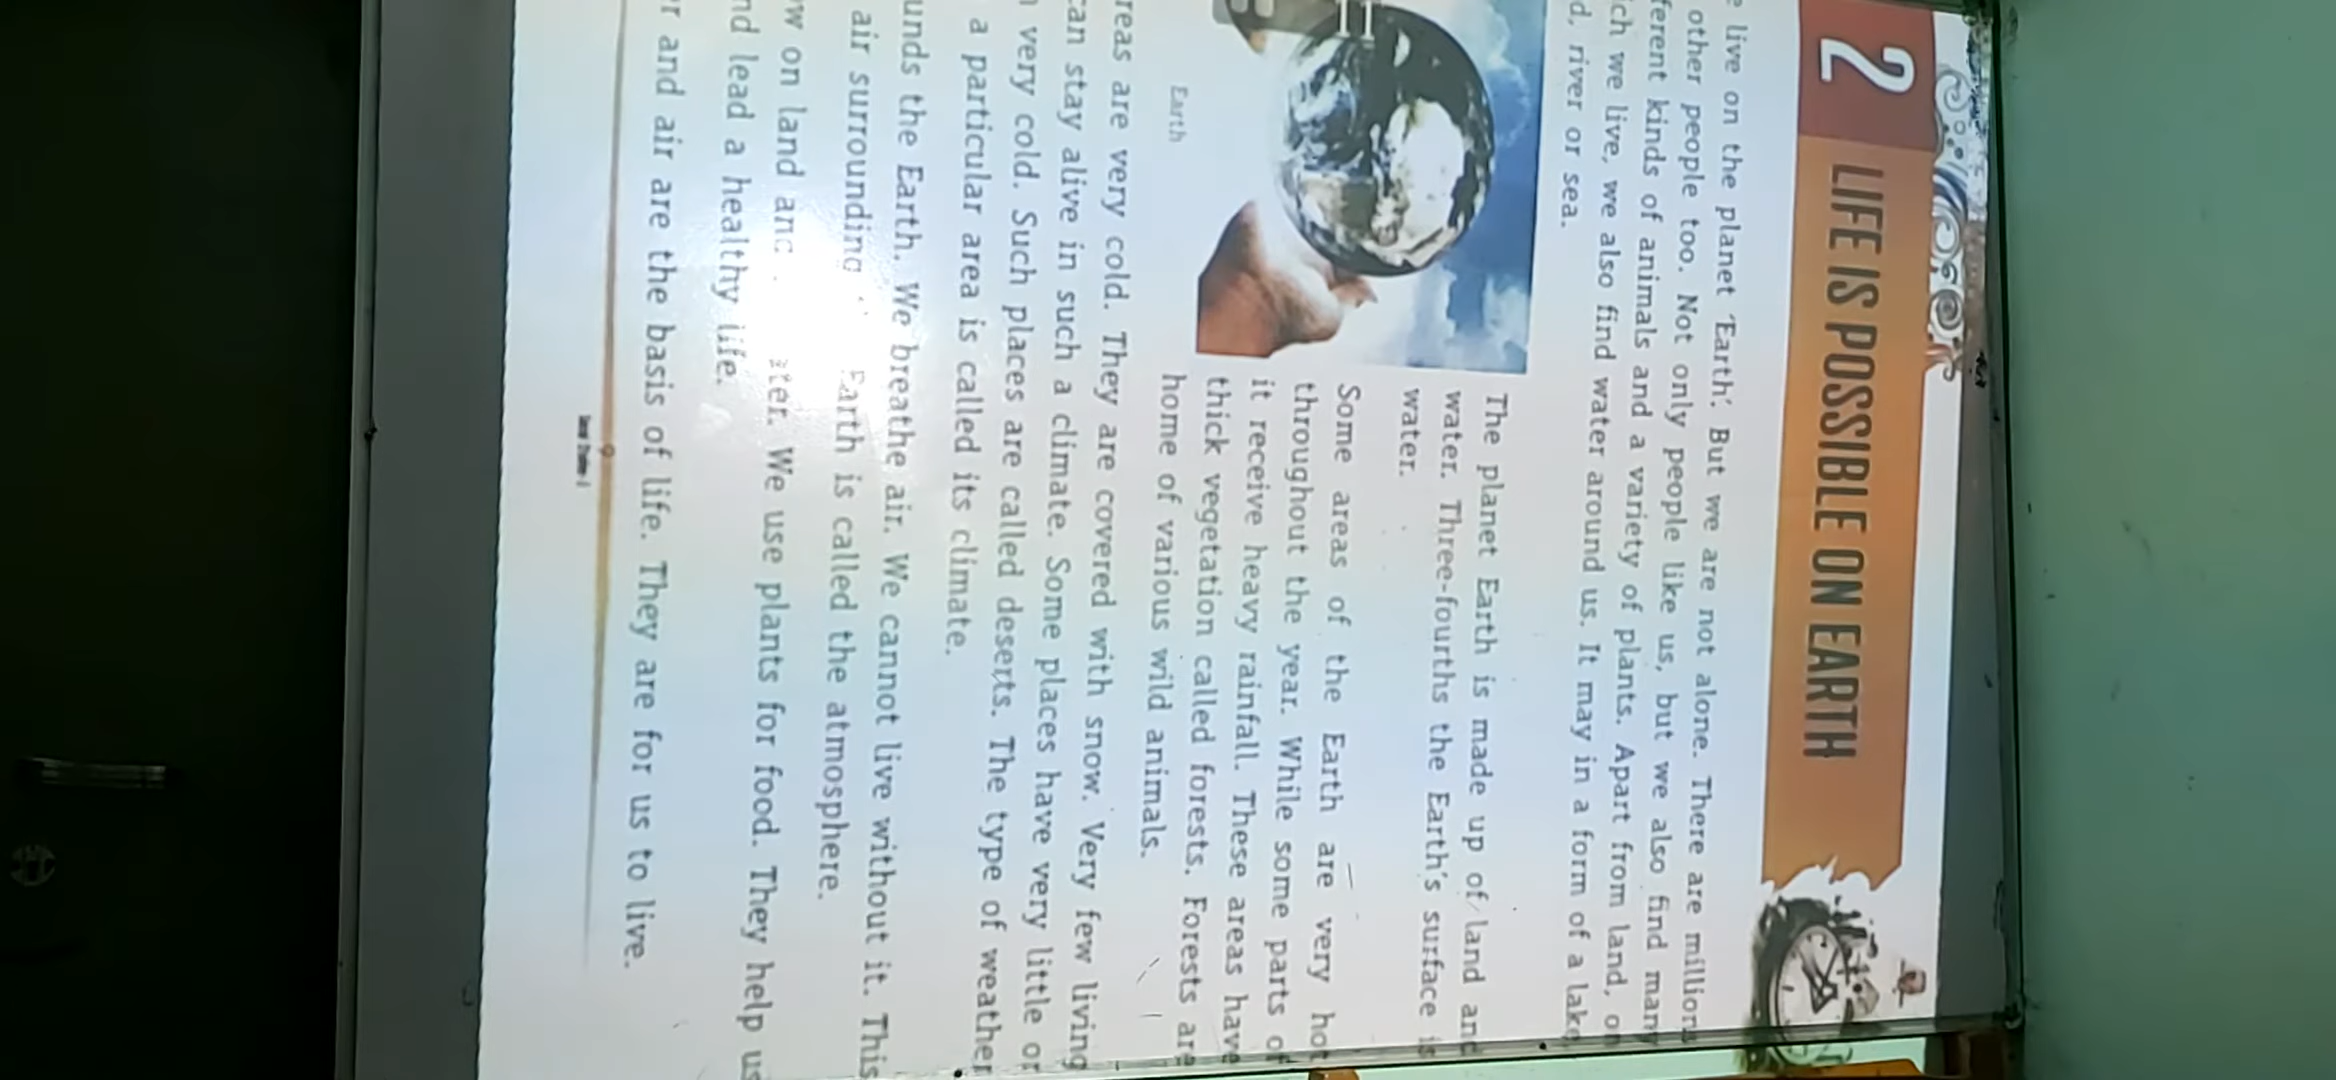 2 LIFE IS POSSIBLE ON EARTH
live on the planet 'Earth'. But we are not alone. There are millions
other people too. Not only people like us, but we also find many
kinds of animals and a variety of plants. Apart from land,
we live, we also find water around us. It may in a form of a lake
river or sea.
The planet Earth is made up of land and
water. Three-fourths the Earth's surface is
water.
Some areas of the Earth are very hot
throughout the year. While some parts of
it receive heavy rainfall. These areas have
thick vegetation called forests. Forests are
home of various wild animals.
Earth
are very cold. They are covered with snow. Very few living
can stay alive in such a climate. Some places have very little or
very cold. Such places are called deserts. The type of weather
a particular area is called its climate.
the Earth. We breathe air. We cannot live without it. This
air surrounding Earth is called the atmosphere.
on land We use plants for food. They help us
lead a healthy life.
and air are the basis of life. They are for us to live.